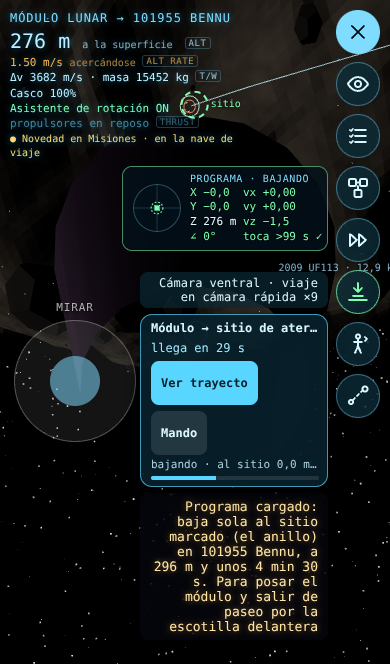 MÓDULO LUNAR → 101955 BENNU
276 m a la superficie ALT
1.50 m/s acercándose ALT RATE
Δv 3682 m/s · masa 15452 kg T/W
Casco 100%
Asistente de rotación ON
sitio
propulsores en reposo THRUST
● Novedad en Misiones · en la nave de
viaje
PROGRAMA · BAJANDO
X −0,0 vx +0,00
Y −0,0 vy +0,00
Z 276 m vz −1,5
∡ 0° toca >99 s ✓
2009 UF113 · 12,9 k
Cámara ventral · viaje
en cámara rápida ×9
MIRAR
Módulo → sitio de ater…
llega en 29 s
Ver trayecto
Mando
bajando · al sitio 0,0 m…
Programa cargado:
baja sola al sitio
marcado (el anillo)
en 101955 Bennu, a
296 m y unos 4 min 30
s. Para posar el
módulo y salir de
paseo por la
escotilla delantera